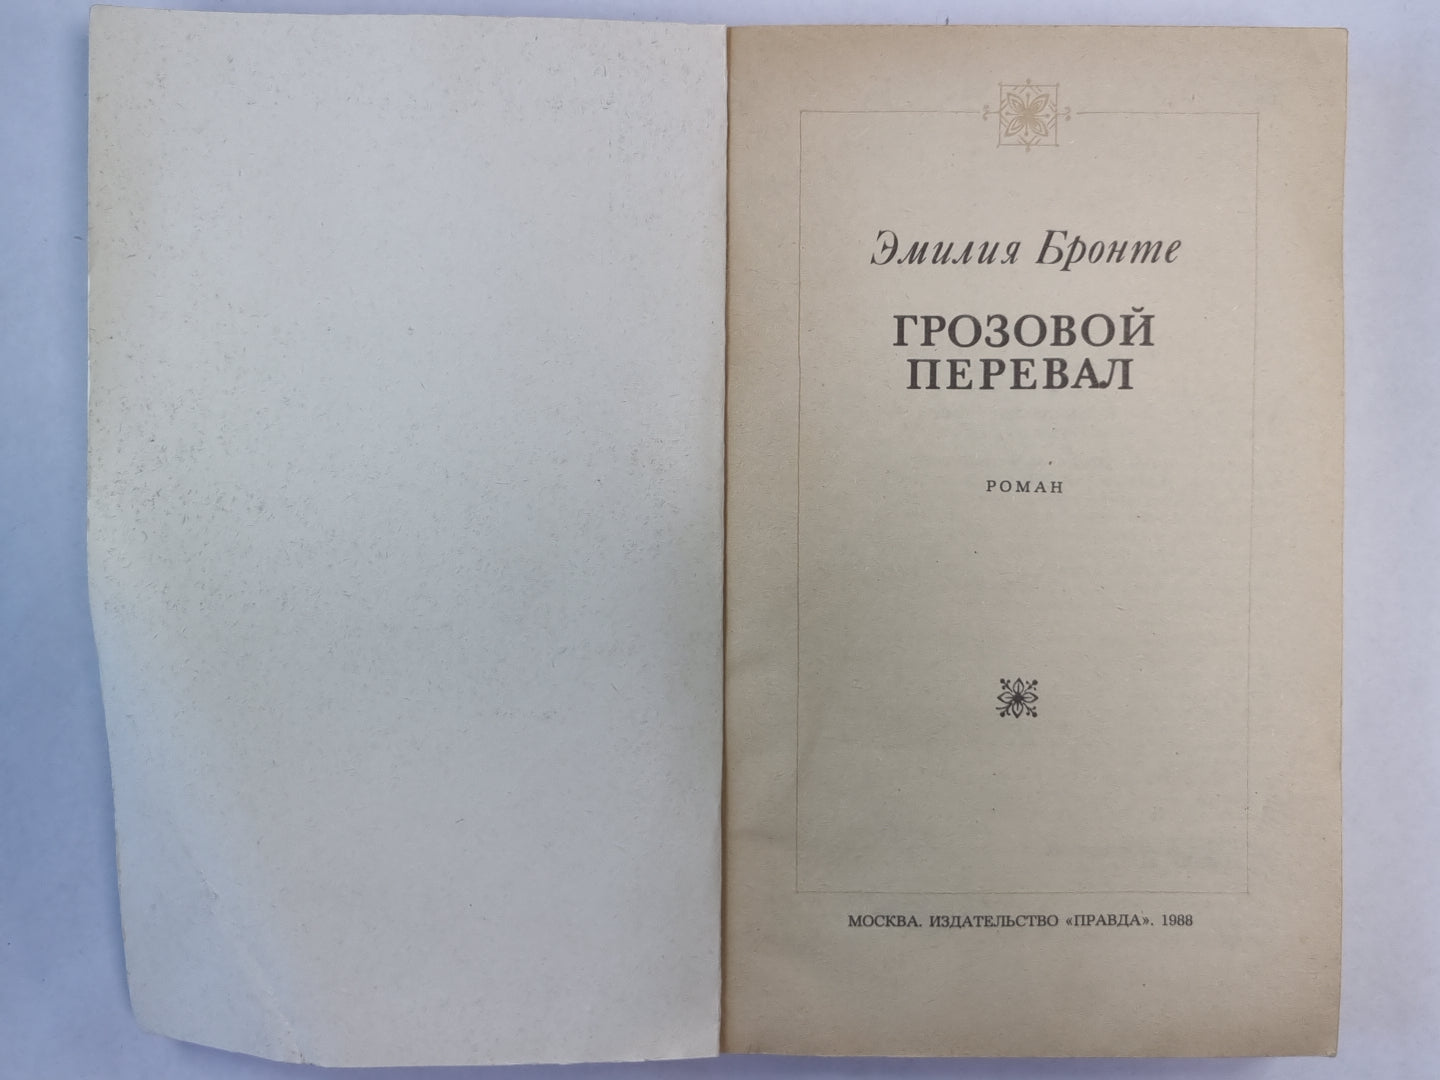 Эмилия Бронте
ГРОЗОВОЙ
ПЕРЕВАЛ
РОМАН
МОСКВА. ИЗДАТЕЛЬСТВО «ПРАВДА». 1988